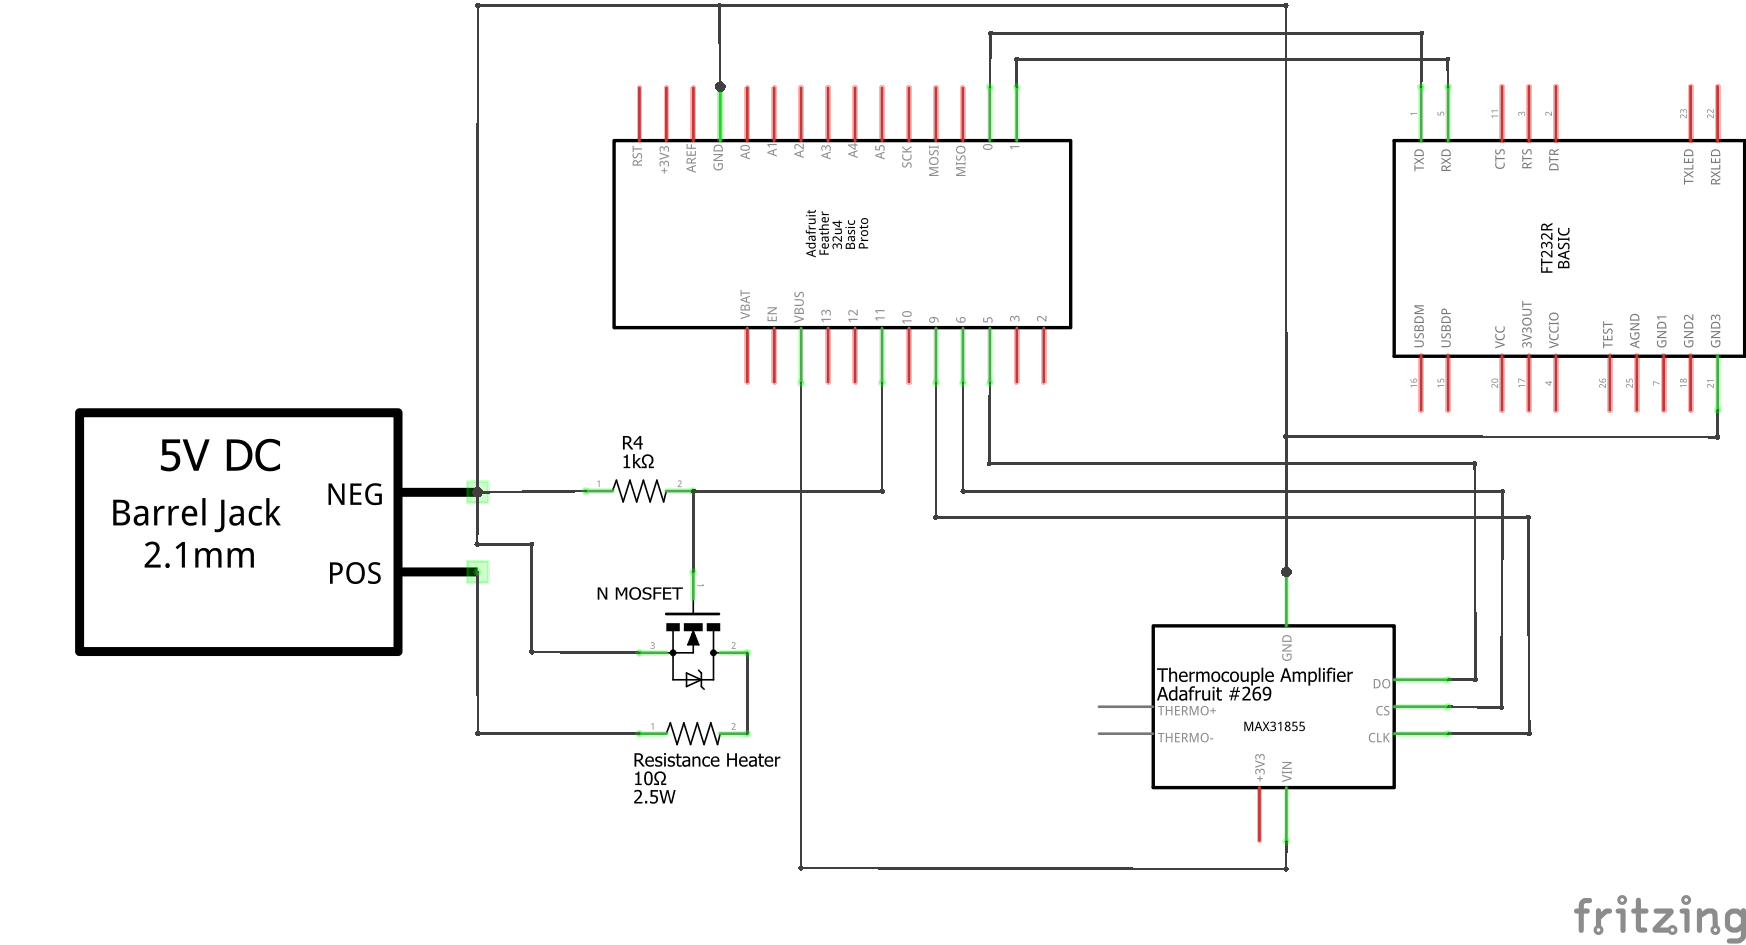 RST
+3V3
AREF
GND
A0
A1
A2
A3
A4
A5
SCK
MOSI
MISO
0
1
Adafruit
Feather
32u4
Basic
Proto
VBAT
EN
VBUS
13
12
11
10
9
6
5
3
2
1
5
11
3
2
23
22
TXD
RXD
CTS
RTS
DTR
TXLED
RXLED
FT232R
BASIC
USBDM
USBDP
VCC
3V3OUT
VCCIO
TEST
AGND
GND1
GND2
GND3
16
15
20
17
4
26
25
7
18
21
5V DC
Barrel Jack
2.1mm
NEG
POS
R4
1kΩ
1
2
N MOSFET
1
3
2
1
2
Resistance Heater
10Ω
2.5W
GND
Thermocouple Amplifier
Adafruit #269
THERMO+
MAX31855
THERMO-
DO
CS
CLK
+3V3
VIN
fritzing